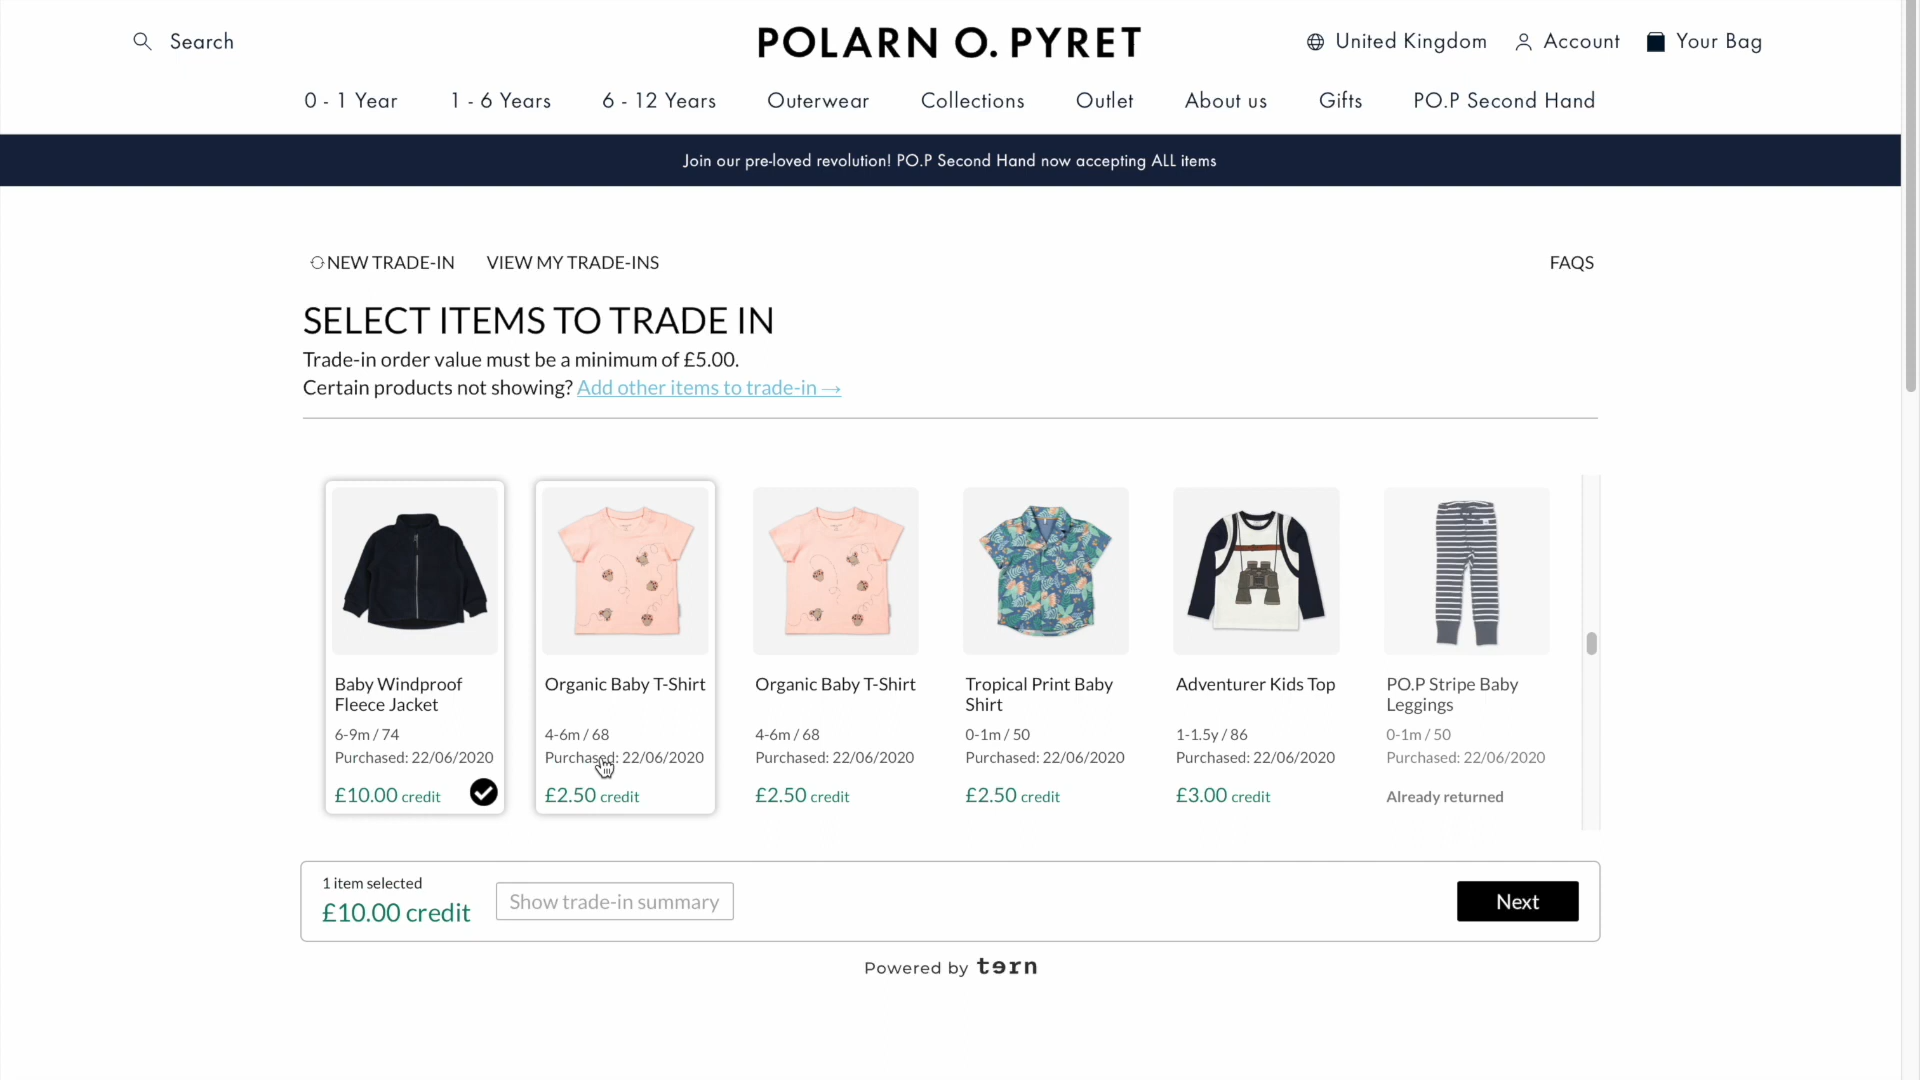 Search
POLARN O. PYRET
United Kingdom
Account
Your Bag
0 - 1 Year
1 - 6 Years
6 - 12 Years
Outerwear
Collections
Outlet
About us
Gifts
PO.P Second Hand
Join our pre-loved revolution! PO.P Second Hand now accepting ALL items
NEW TRADE-IN
VIEW MY TRADE-INS
FAQS
SELECT ITEMS TO TRADE IN
Trade-in order value must be a minimum of £5.00.
Certain products not showing? Add other items to trade-in →
Baby Windproof
Fleece Jacket
6-9m / 74
Purchased: 22/06/2020
£10.00 credit
Organic Baby T-Shirt
4-6m / 68
Purchased: 22/06/2020
£2.50 credit
Organic Baby T-Shirt
4-6m / 68
Purchased: 22/06/2020
£2.50 credit
Tropical Print Baby
Shirt
0-1m / 50
Purchased: 22/06/2020
£2.50 credit
Adventurer Kids Top
1-1.5y / 86
Purchased: 22/06/2020
£3.00 credit
PO.P Stripe Baby
Leggings
0-1m / 50
Purchased: 22/06/2020
Already returned
1 item selected
£10.00 credit
Show trade-in summary
Next
Powered by tern